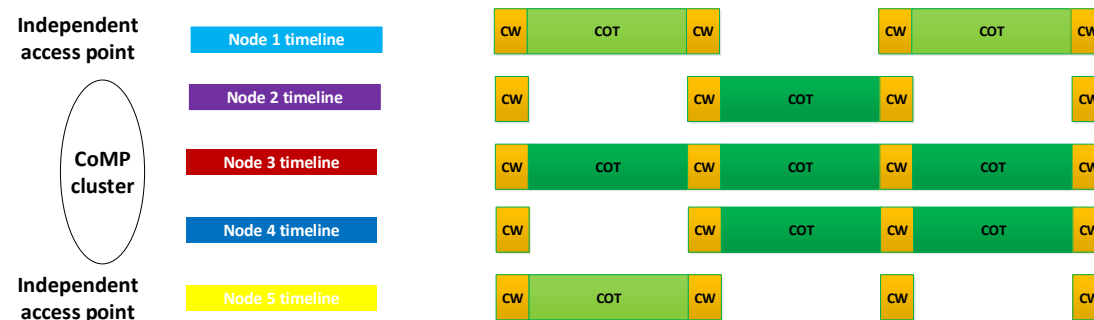 Independent
access point
Node 1 timeline
CW COT CW CW COT CW
Node 2 timeline
CW CW COT CW CW
CoMP
cluster
Node 3 timeline
CW COT CW COT CW COT CW
Node 4 timeline
CW CW COT CW COT CW
Independent
access point
Node 5 timeline
CW COT CW CW CW